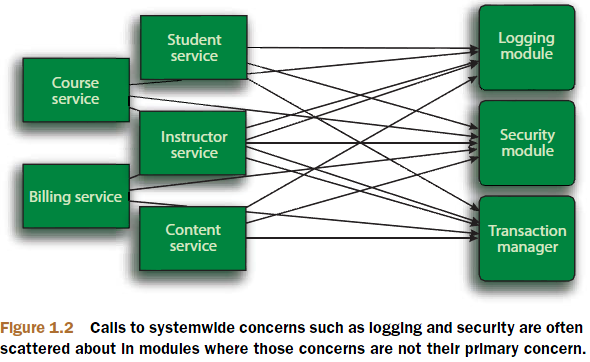 Student
service
Course
service
Instructor
service
Billing service
Content
service
Logging
module
Security
module
Transaction
manager
Figure 1.2 Calls to systemwide concerns such as logging and security are often
scattered about in modules where those concerns are not their primary concern.